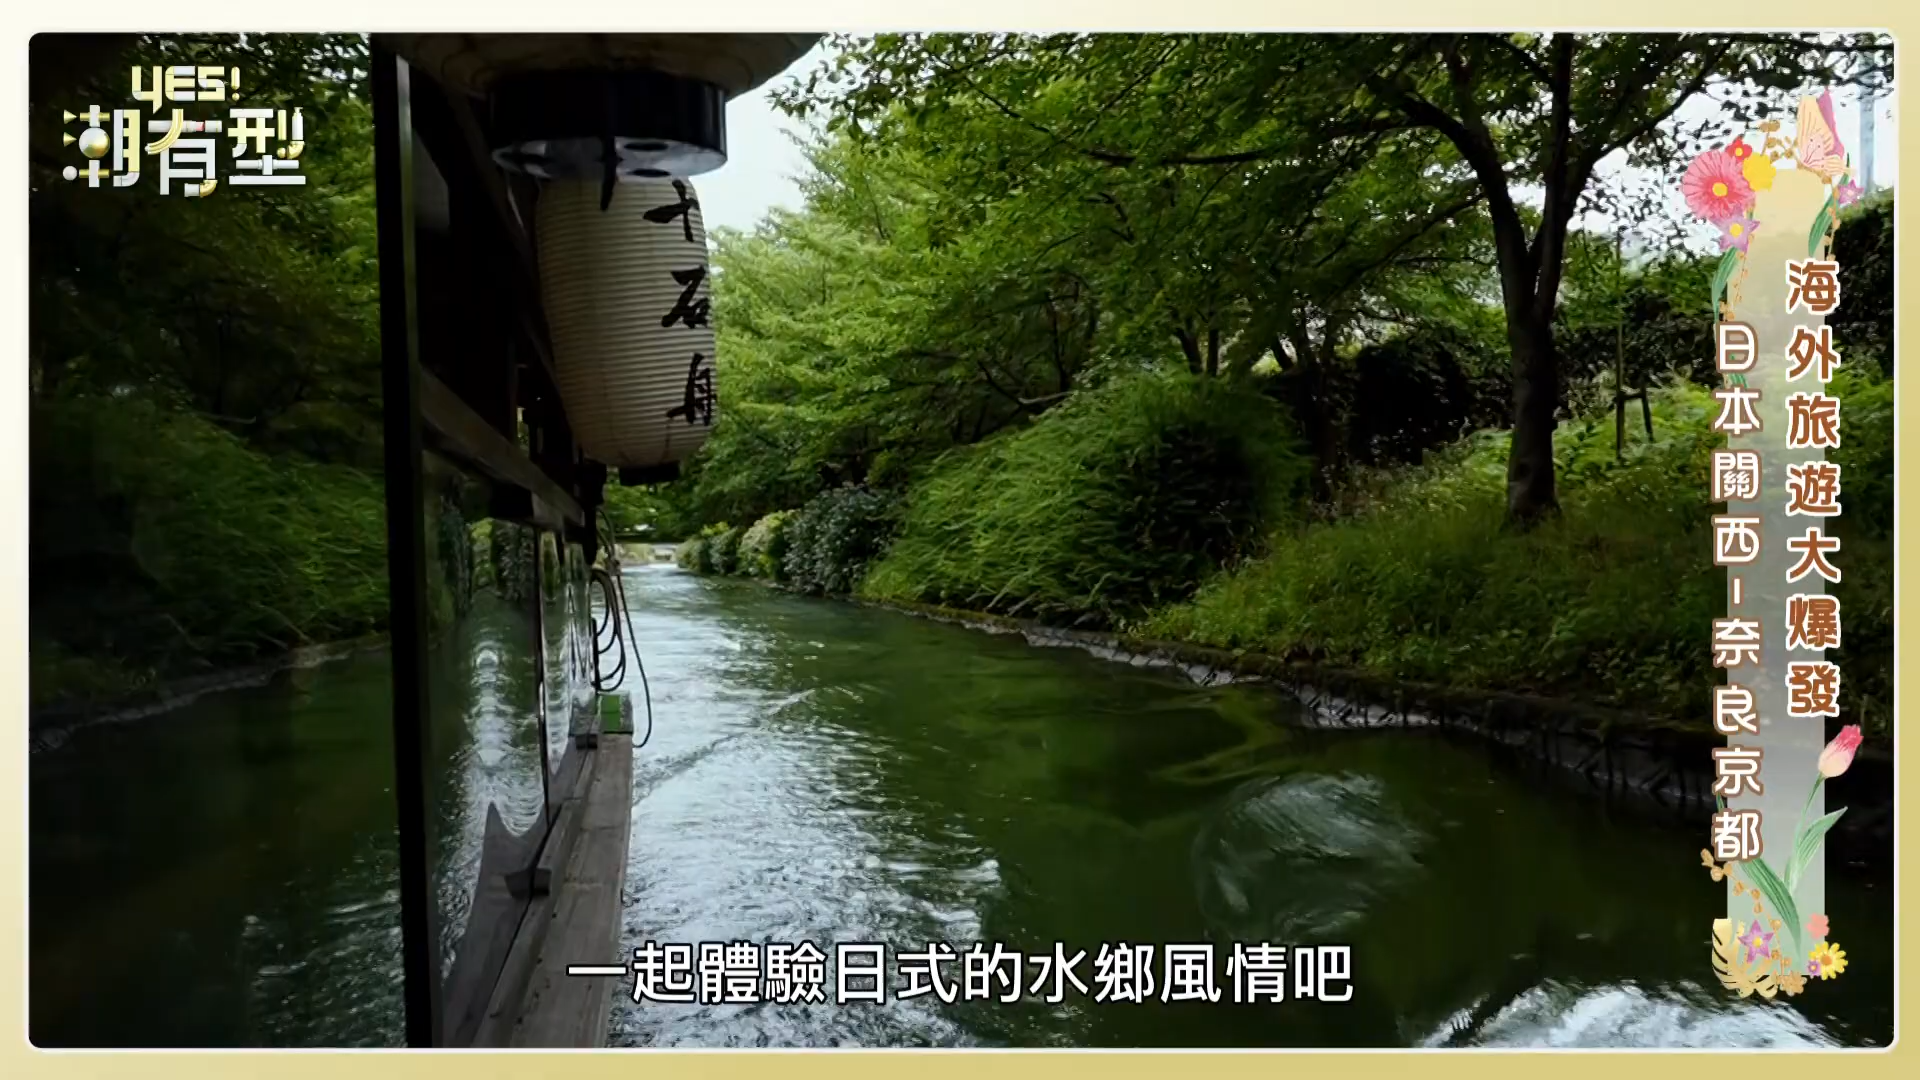 YES!
潮有型
十石舟
海外旅遊大爆發
日本關西-奈良京都
一起體驗日式的水鄉風情吧